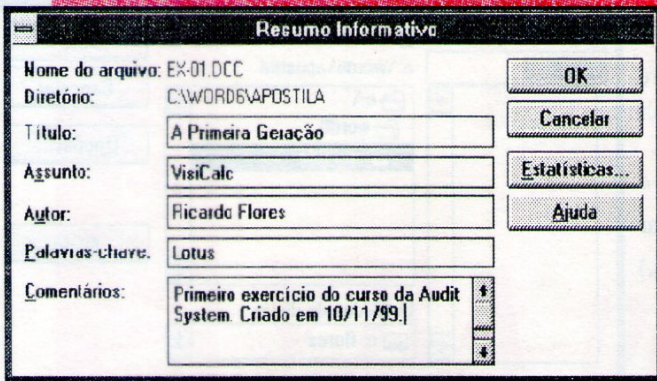 Resumo Informativo
Nome do arquivo: EX-01.DOC
Diretório: C:\WORD6\APOSTILA
Título: A Primeira Geração
Assunto: VisiCalc
Autor: Ricardo Flores
Palavras-chave: Lotus
Comentários: Primeiro exercício do curso da Audit
System. Criado em 10/11/99.
OK
Cancelar
Estatísticas...
Ajuda